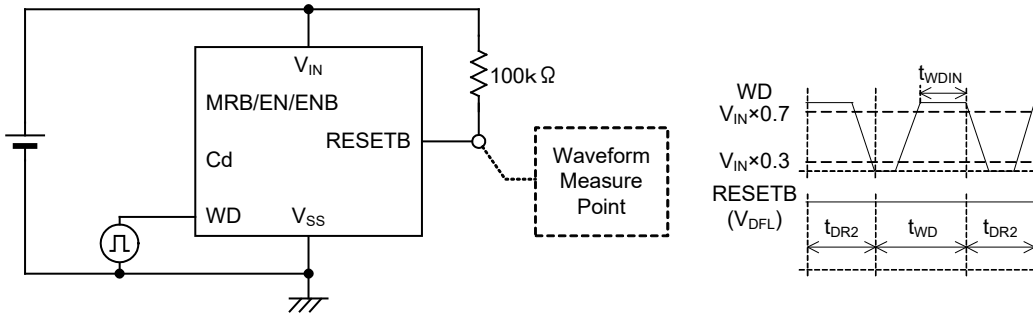 V_IN
MRB/EN/ENB
RESETB
Cd
WD
V_SS
100kΩ
Waveform
Measure
Point
t_WDIN
WD
V_IN×0.7
V_IN×0.3
RESETB
(V_DFL)
t_DR2
t_WD
t_DR2